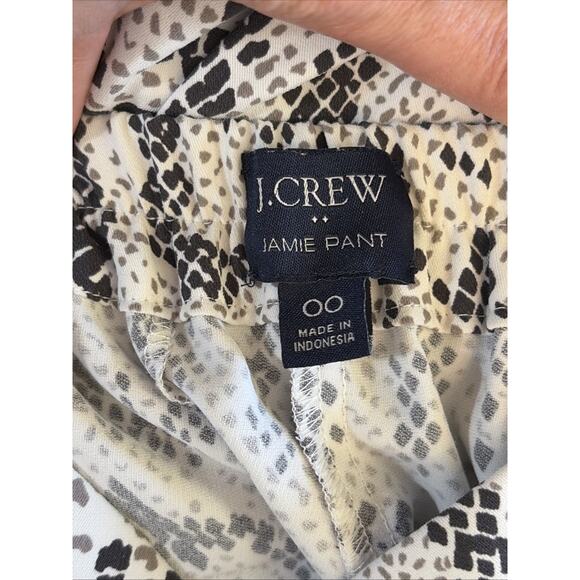 J.CREW
JAMIE PANT
00
MADE IN
INDONESIA